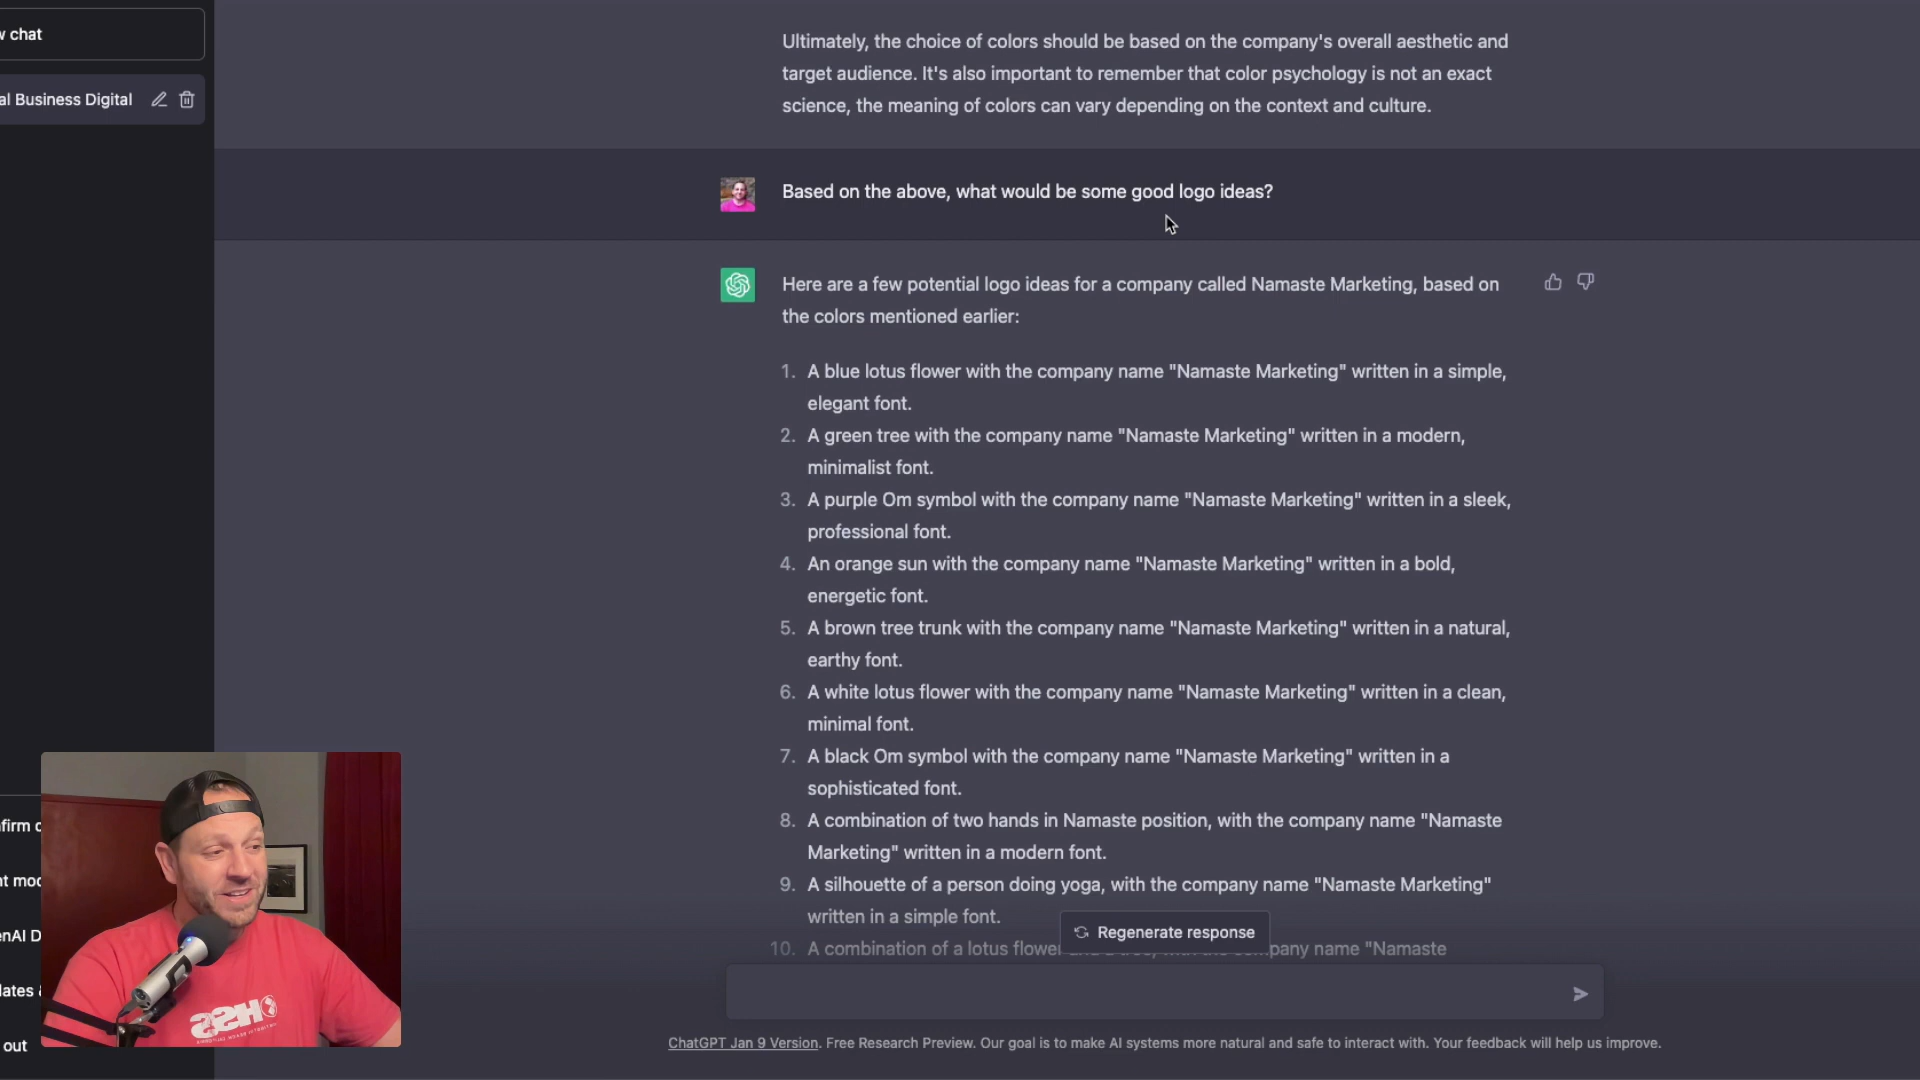 w chat
al Business Digital
Ultimately, the choice of colors should be based on the company's overall aesthetic and
target audience. It's also important to remember that color psychology is not an exact
science, the meaning of colors can vary depending on the context and culture.
Based on the above, what would be some good logo ideas?
Here are a few potential logo ideas for a company called Namaste Marketing, based on
the colors mentioned earlier:
1. A blue lotus flower with the company name "Namaste Marketing" written in a simple,
elegant font.
2. A green tree with the company name "Namaste Marketing" written in a modern,
minimalist font.
3. A purple Om symbol with the company name "Namaste Marketing" written in a sleek,
professional font.
4. An orange sun with the company name "Namaste Marketing" written in a bold,
energetic font.
5. A brown tree trunk with the company name "Namaste Marketing" written in a natural,
earthy font.
6. A white lotus flower with the company name "Namaste Marketing" written in a clean,
minimal font.
7. A black Om symbol with the company name "Namaste Marketing" written in a
sophisticated font.
8. A combination of two hands in Namaste position, with the company name "Namaste
Marketing" written in a modern font.
9. A silhouette of a person doing yoga, with the company name "Namaste Marketing"
written in a simple font.
10. A combination of a lotus flower and a tree, with the company name "Namaste
Regenerate response
ChatGPT Jan 9 Version. Free Research Preview. Our goal is to make AI systems more natural and safe to interact with. Your feedback will help us improve.
firm c
t mod
enAI D
lates &
out
HSS